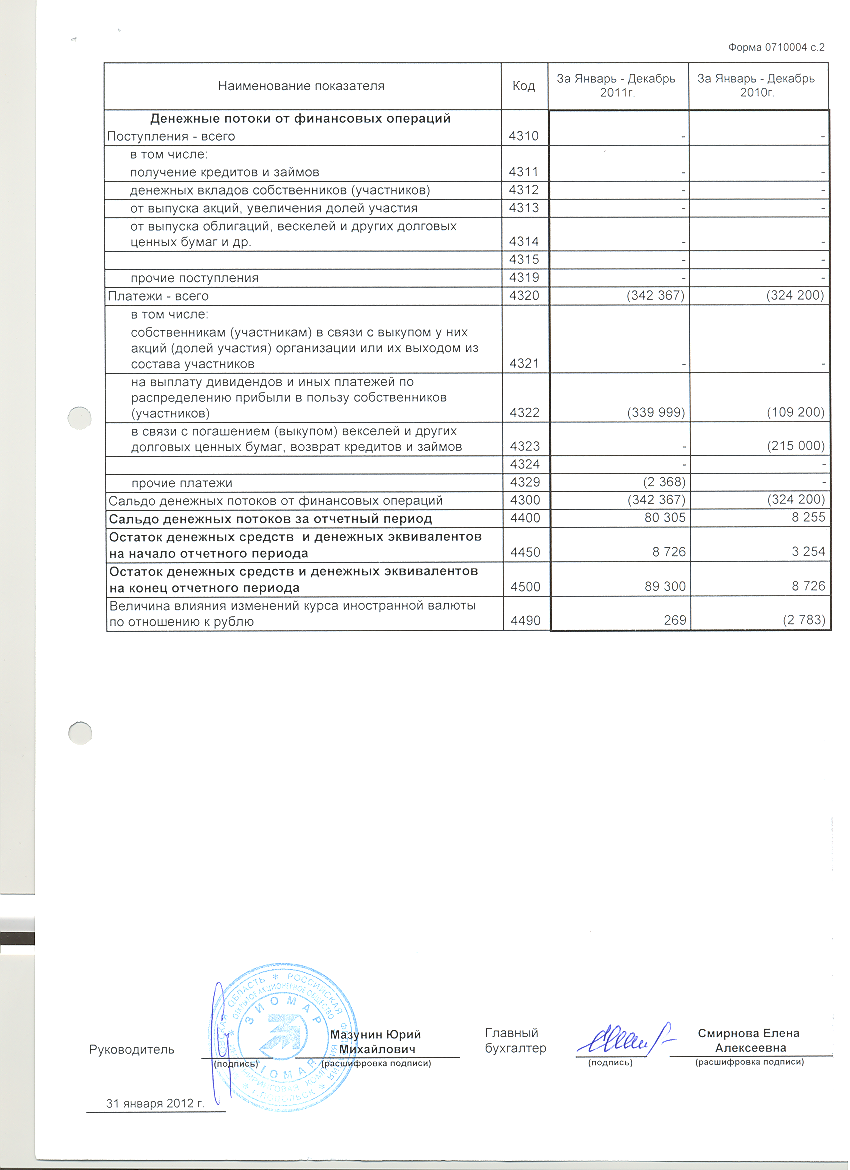 Форма 0710004 с.2
Наименование показателя Код За Январь - Декабрь 2011г. За Январь - Декабрь 2010г.
Денежные потоки от финансовых операций
Поступления - всего 4310 - -
в том числе:
получение кредитов и займов 4311 - -
денежных вкладов собственников (участников) 4312 - -
от выпуска акций, увеличения долей участия 4313 - -
от выпуска облигаций, вескелей и других долговых
ценных бумаг и др. 4314 - -
4315 - -
прочие поступления 4319 - -
Платежи - всего 4320 (342 367) (324 200)
в том числе:
собственникам (участникам) в связи с выкупом у них
акций (долей участия) организации или их выходом из
состава участников 4321 - -
на выплату дивидендов и иных платежей по
распределению прибыли в пользу собственников
(участников) 4322 (339 999) (109 200)
в связи с погашением (выкупом) векселей и других
долговых ценных бумаг, возврат кредитов и займов 4323 - (215 000)
4324 - -
прочие платежи 4329 (2 368) -
Сальдо денежных потоков от финансовых операций 4300 (342 367) (324 200)
Сальдо денежных потоков за отчетный период 4400 80 305 8 255
Остаток денежных средств и денежных эквивалентов
на начало отчетного периода 4450 8 726 3 254
Остаток денежных средств и денежных эквивалентов
на конец отчетного периода 4500 89 300 8 726
Величина влияния изменений курса иностранной валюты
по отношению к рублю 4490 269 (2 783)
ОБЛАСТЬ * РОССИЙСКАЯ
ЗИОМАР
Руководитель
(подпись)
Мазунин Юрий
Михайлович
(расшифровка подписи)
Главный
бухгалтер
(подпись)
Смирнова Елена
Алексеевна
(расшифровка подписи)
31 января 2012 г.